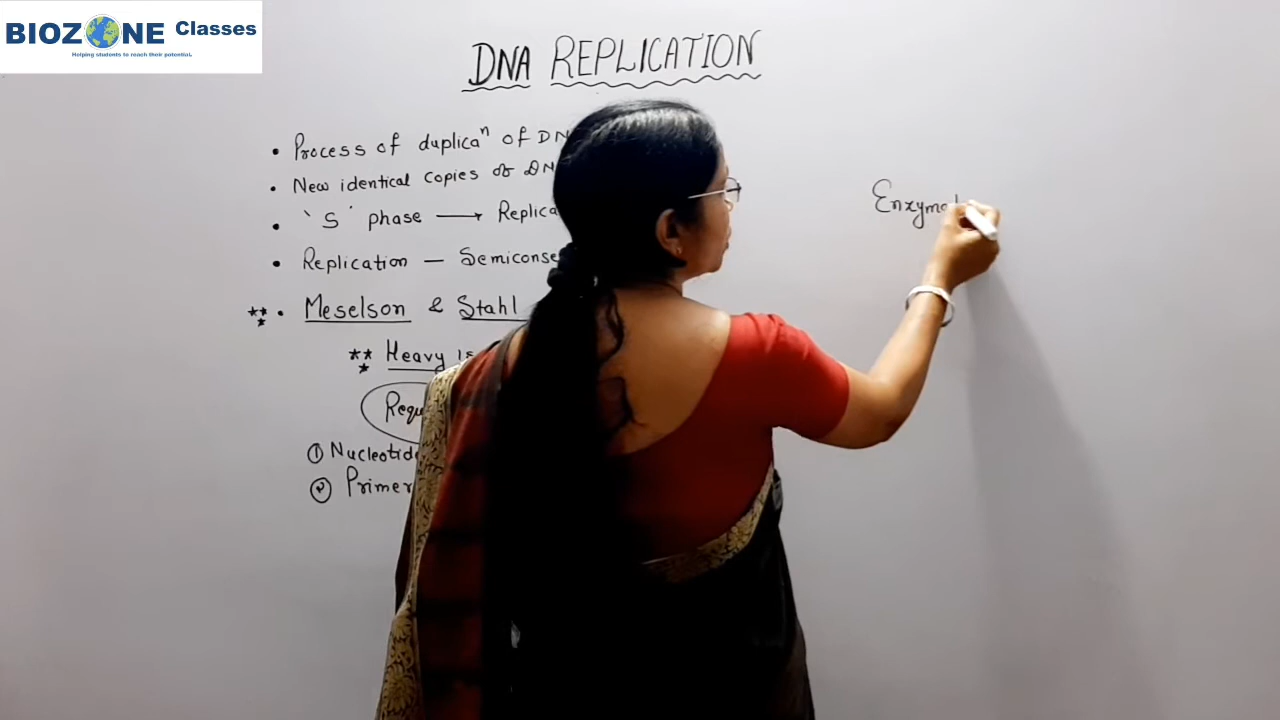 BIOZONE Classes
Helping students to reach their potential.
DNA REPLICATION
• Process of duplicaⁿ of DN
• New identical copies of DN
• 'S' phase → Replica
• Replication — Semiconse
• Meselson & Stahl
Heavy is
Requ
① Nucleotid
② Primer
Enzyme